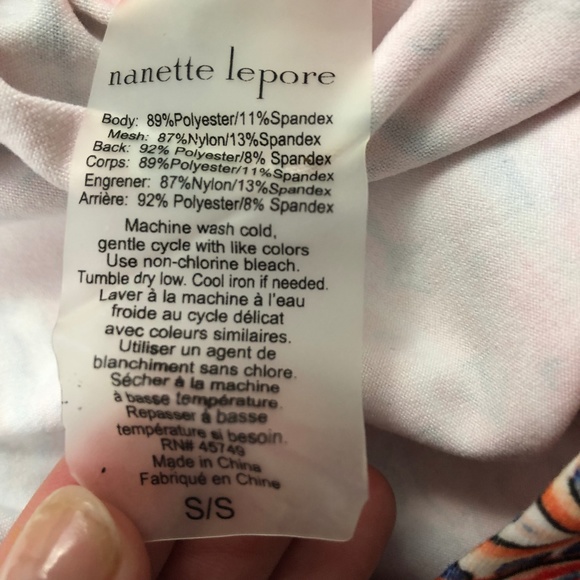 nanette lepore
Body: 89%Polyester/11%Spandex
Mesh: 87%Nylon/13%Spandex
Back: 92% Polyester/8% Spandex
Corps: 89%Polyester/11%Spandex
Engrener: 87%Nylon/13%Spandex
Arrière: 92% Polyester/8% Spandex
Machine wash cold,
gentle cycle with like colors
Use non-chlorine bleach.
Tumble dry low. Cool iron if needed.
Laver à la machine à l'eau
froide au cycle délicat
avec couleurs similaires.
Utiliser un agent de
blanchiment sans chlore.
Sécher à la machine
à basse température.
Repasser à basse
température si besoin.
RN# 45749
Made in China
Fabriqué en Chine
S/S